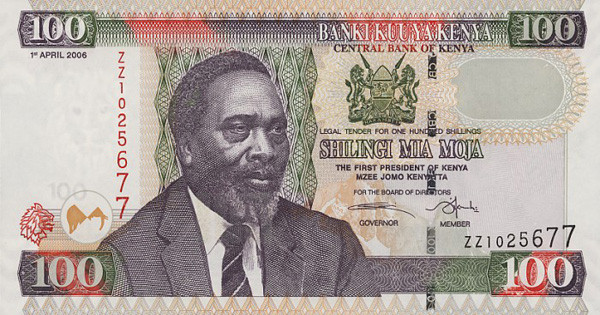 100
BANKI KUU YA KENYA
100
CENTRAL BANK OF KENYA
1ST APRIL 2006
ZZ1025677
LEGAL TENDER FOR ONE HUNDRED SHILLINGS
SHILINGI MIA MOJA
THE FIRST PRESIDENT OF KENYA
MZEE JOMO KENYATTA
FOR THE BOARD OF DIRECTORS
GOVERNOR
MEMBER
100
ZZ1025677
100
100